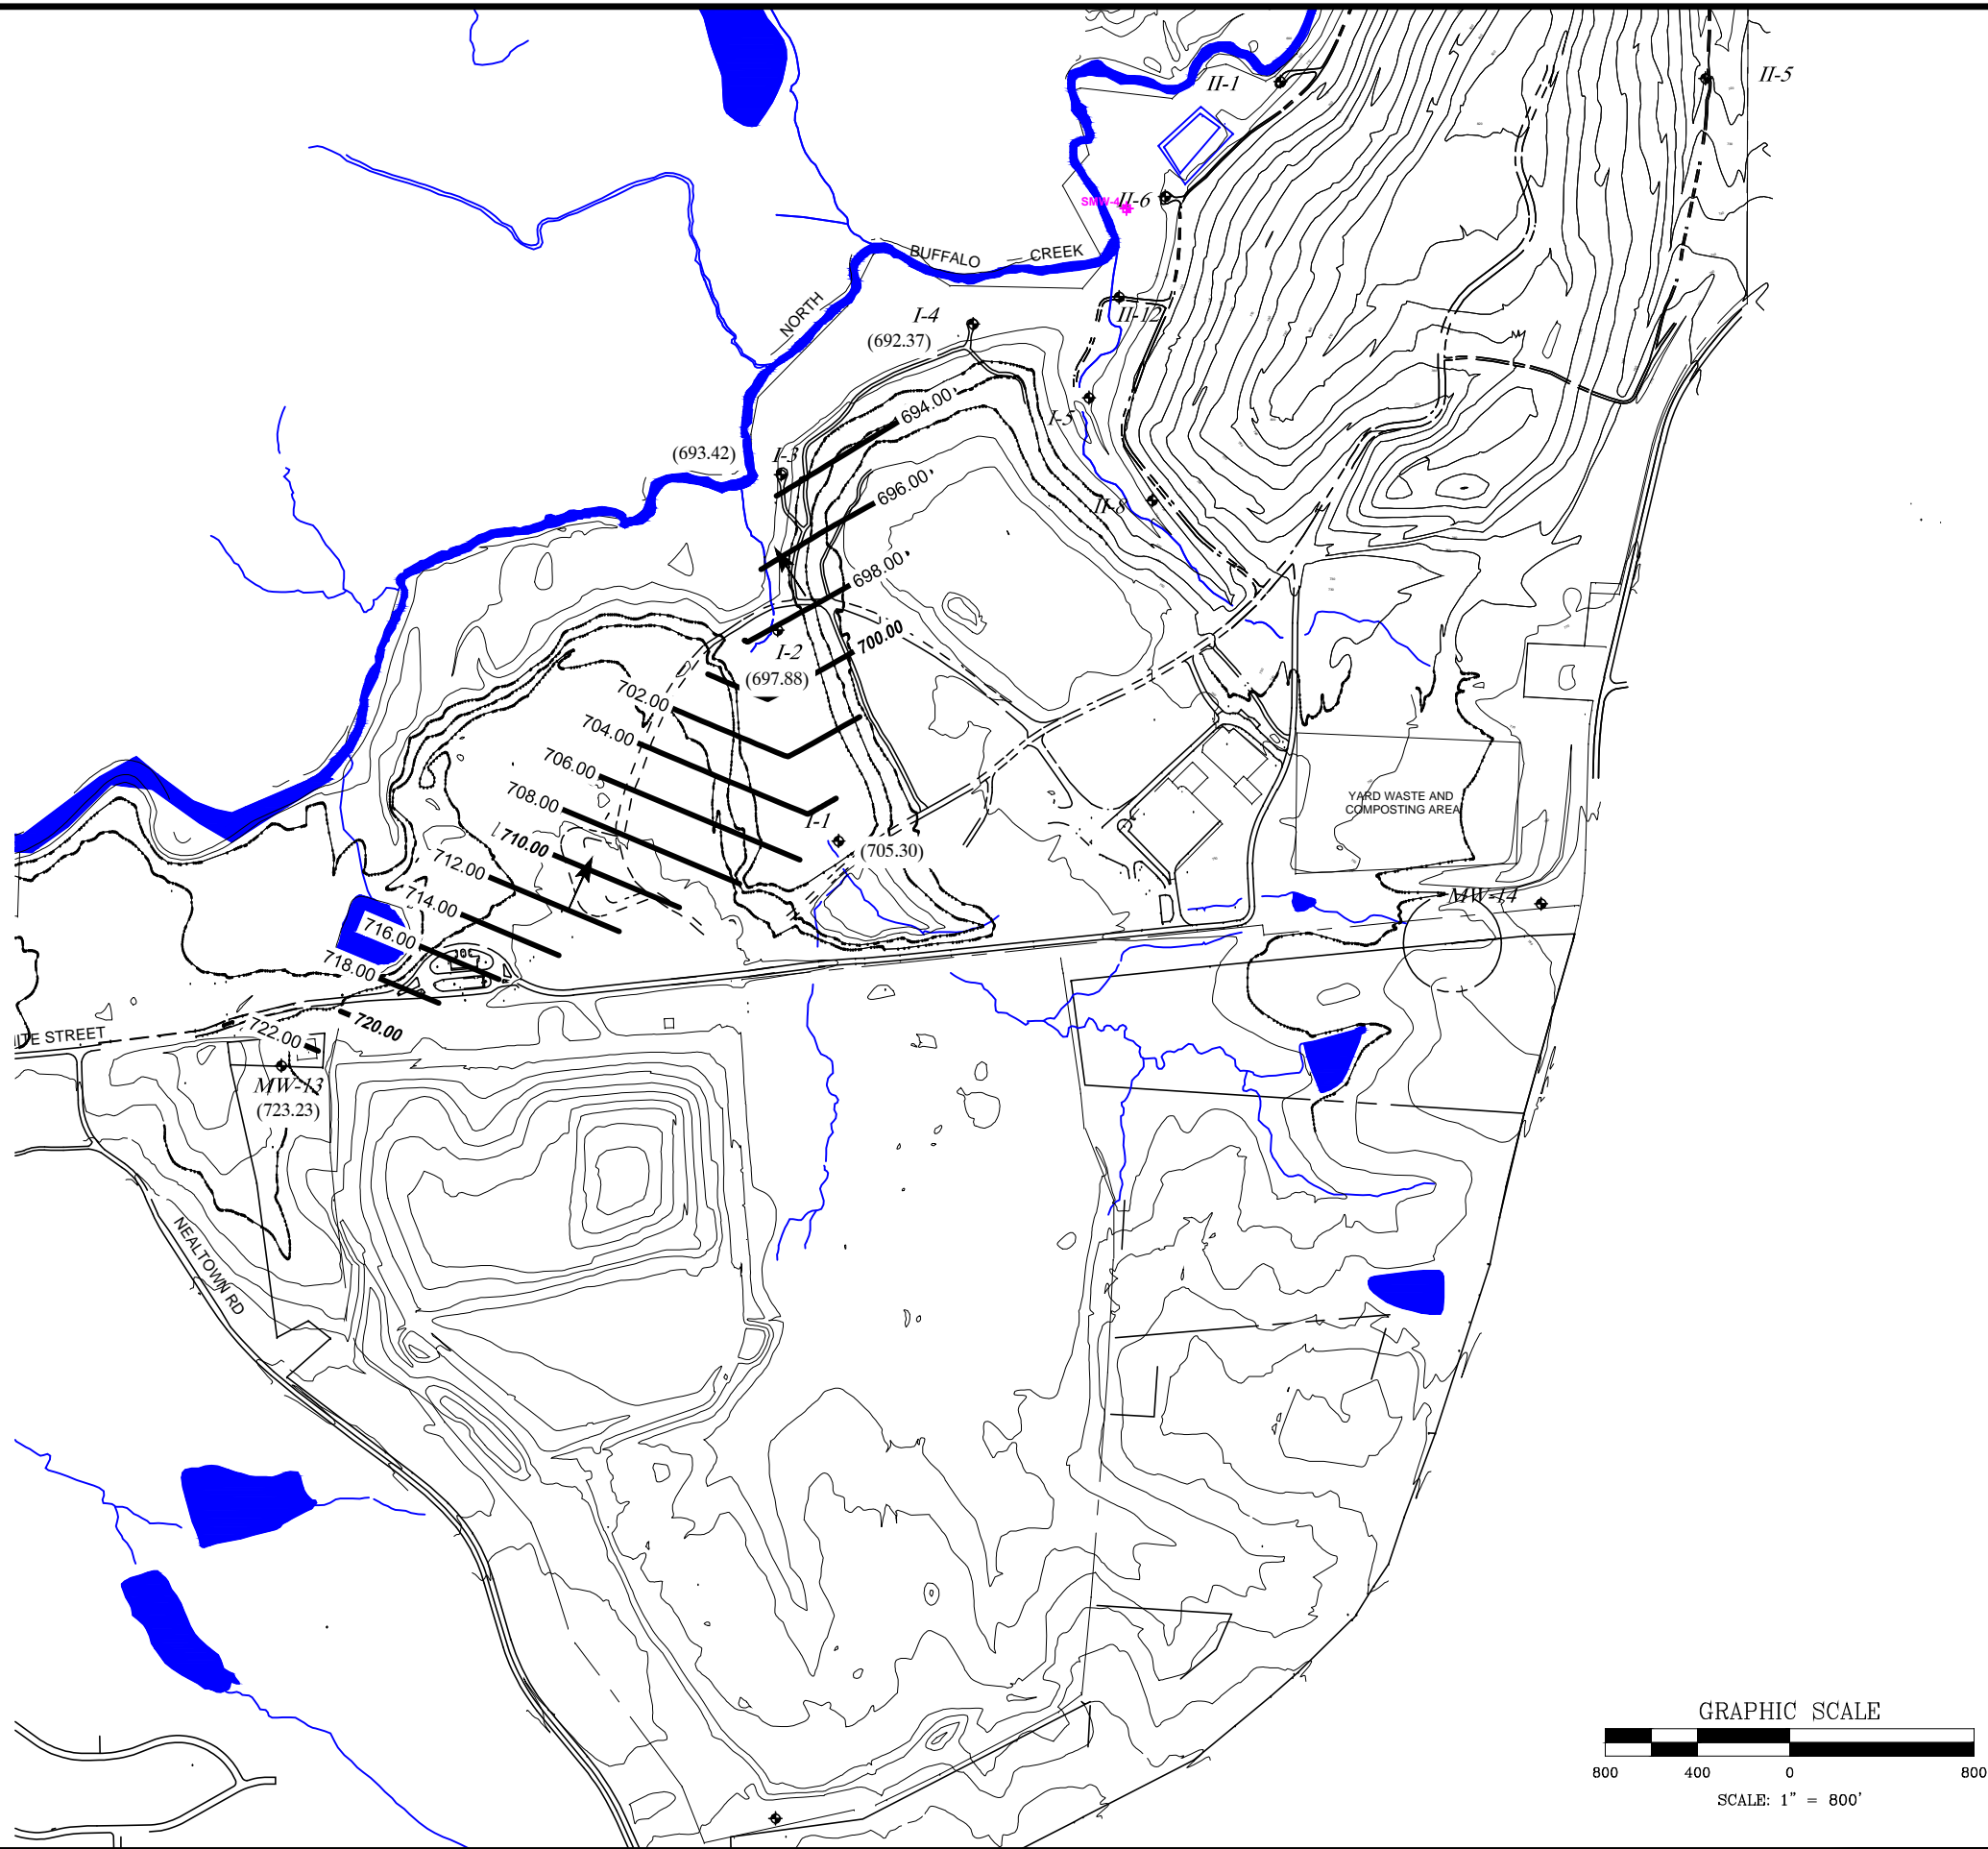 II-1
II-5
SMW-4
II-6
BUFFALO CREEK
NORTH
I-4
(692.37)
II-12
694.00
I-5
(693.42)
I-3
696.00
II-8
698.00
700.00
I-2
(697.88)
702.00
704.00
706.00
708.00
710.00
712.00
714.00
716.00
718.00
720.00
722.00
I-1
(705.30)
YARD WASTE AND
COMPOSTING AREA
MW-14
ITE STREET
MW-13
(723.23)
NEALTOWN RD
GRAPHIC SCALE
800 400 0 800
SCALE: 1" = 800'